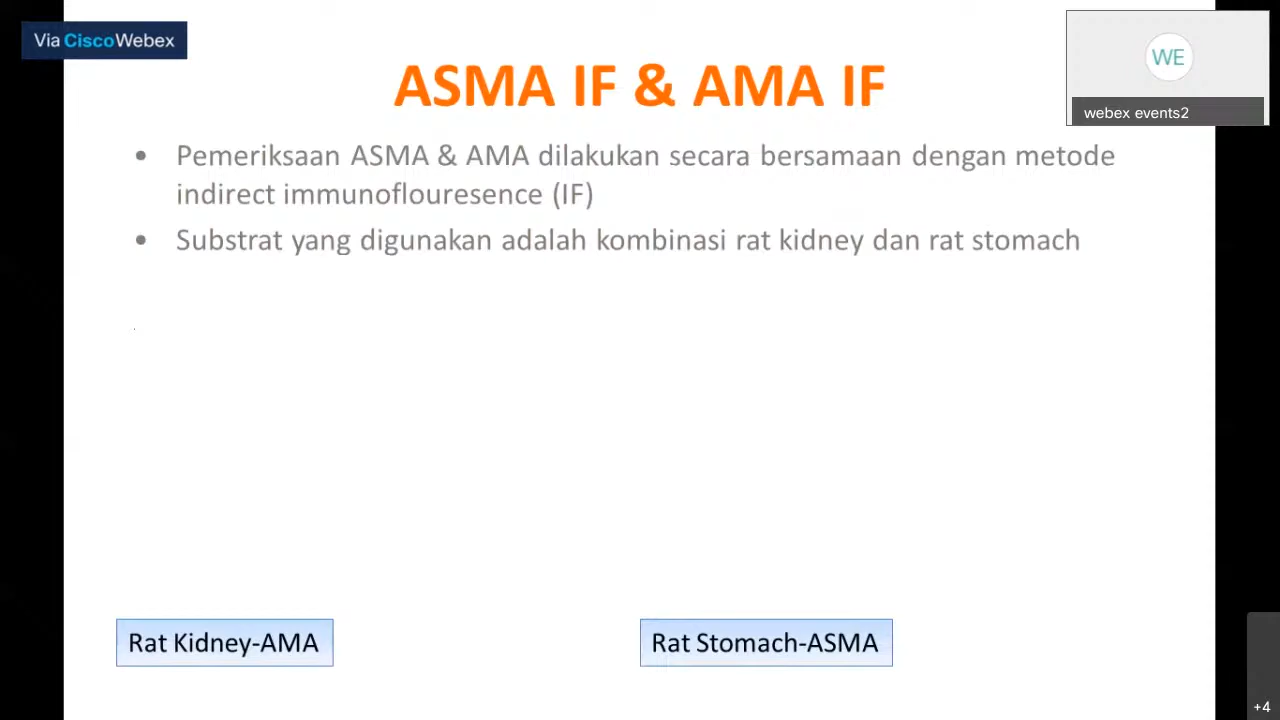 Via CiscoWebex
WE
webex events2
ASMA IF & AMA IF
• Pemeriksaan ASMA & AMA dilakukan secara bersamaan dengan metode
indirect immunoflouresence (IF)
• Substrat yang digunakan adalah kombinasi rat kidney dan rat stomach
Rat Kidney-AMA
Rat Stomach-ASMA
+4